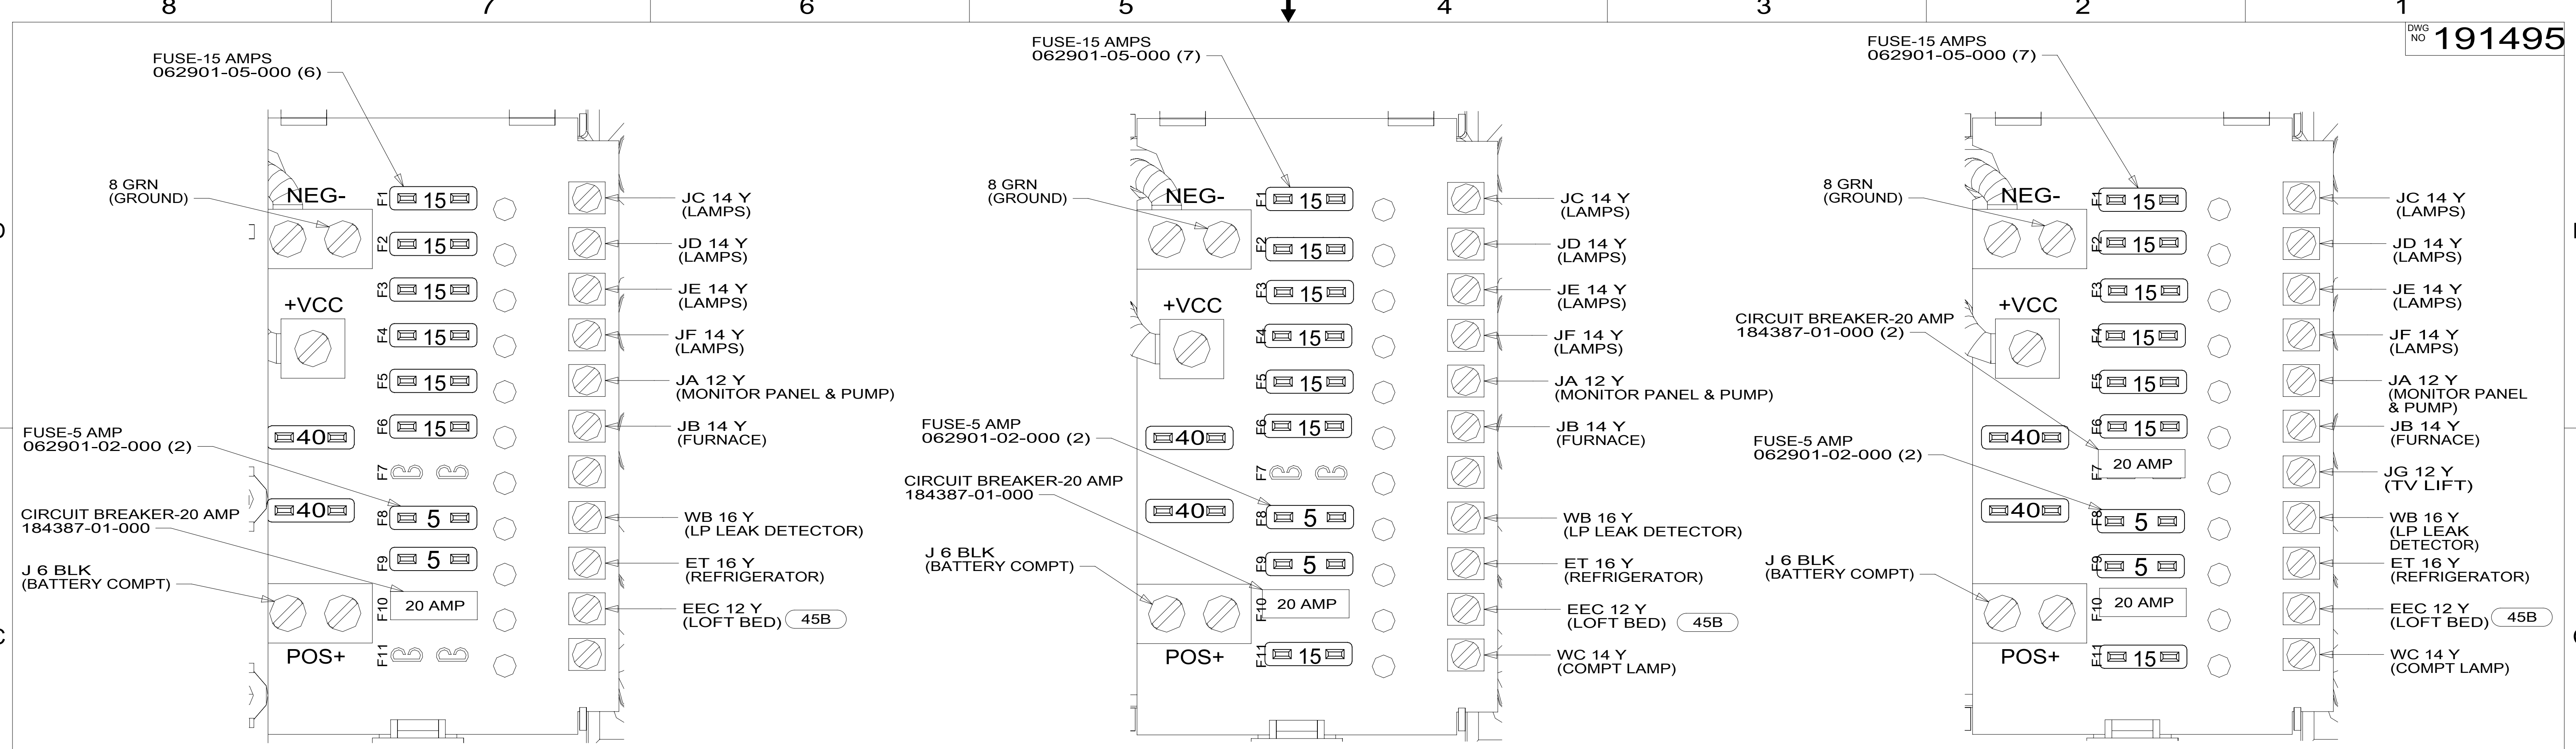 8 7 6 5 4 3 2 1
DWG NO 191495
FUSE-15 AMPS
062901-05-000 (6)
8 GRN
(GROUND)
NEG-
+VCC
40
40
FUSE-5 AMP
062901-02-000 (2)
CIRCUIT BREAKER-20 AMP
184387-01-000
J 6 BLK
(BATTERY COMPT)
POS+
F1 15
F2 15
F3 15
F4 15
F5 15
F6 15
F7
F8 5
F9 5
F10 20 AMP
F11
JC 14 Y
(LAMPS)
JD 14 Y
(LAMPS)
JE 14 Y
(LAMPS)
JF 14 Y
(LAMPS)
JA 12 Y
(MONITOR PANEL & PUMP)
JB 14 Y
(FURNACE)
WB 16 Y
(LP LEAK DETECTOR)
ET 16 Y
(REFRIGERATOR)
EEC 12 Y
(LOFT BED) 45B
FUSE-15 AMPS
062901-05-000 (7)
8 GRN
(GROUND)
NEG-
+VCC
40
40
FUSE-5 AMP
062901-02-000 (2)
CIRCUIT BREAKER-20 AMP
184387-01-000
J 6 BLK
(BATTERY COMPT)
POS+
F1 15
F2 15
F3 15
F4 15
F5 15
F6 15
F7
F8 5
F9 5
F10 20 AMP
F11 15
JC 14 Y
(LAMPS)
JD 14 Y
(LAMPS)
JE 14 Y
(LAMPS)
JF 14 Y
(LAMPS)
JA 12 Y
(MONITOR PANEL & PUMP)
JB 14 Y
(FURNACE)
WB 16 Y
(LP LEAK DETECTOR)
ET 16 Y
(REFRIGERATOR)
EEC 12 Y
(LOFT BED) 45B
WC 14 Y
(COMPT LAMP)
FUSE-15 AMPS
062901-05-000 (7)
8 GRN
(GROUND)
NEG-
+VCC
CIRCUIT BREAKER-20 AMP
184387-01-000 (2)
40
40
FUSE-5 AMP
062901-02-000 (2)
J 6 BLK
(BATTERY COMPT)
POS+
F1 15
F2 15
F3 15
F4 15
F5 15
F6 15
F7 20 AMP
F8 5
F9 5
F10 20 AMP
F11 15
JC 14 Y
(LAMPS)
JD 14 Y
(LAMPS)
JE 14 Y
(LAMPS)
JF 14 Y
(LAMPS)
JA 12 Y
(MONITOR PANEL
& PUMP)
JB 14 Y
(FURNACE)
JG 12 Y
(TV LIFT)
WB 16 Y
(LP LEAK
DETECTOR)
ET 16 Y
(REFRIGERATOR)
EEC 12 Y
(LOFT BED) 45B
WC 14 Y
(COMPT LAMP)